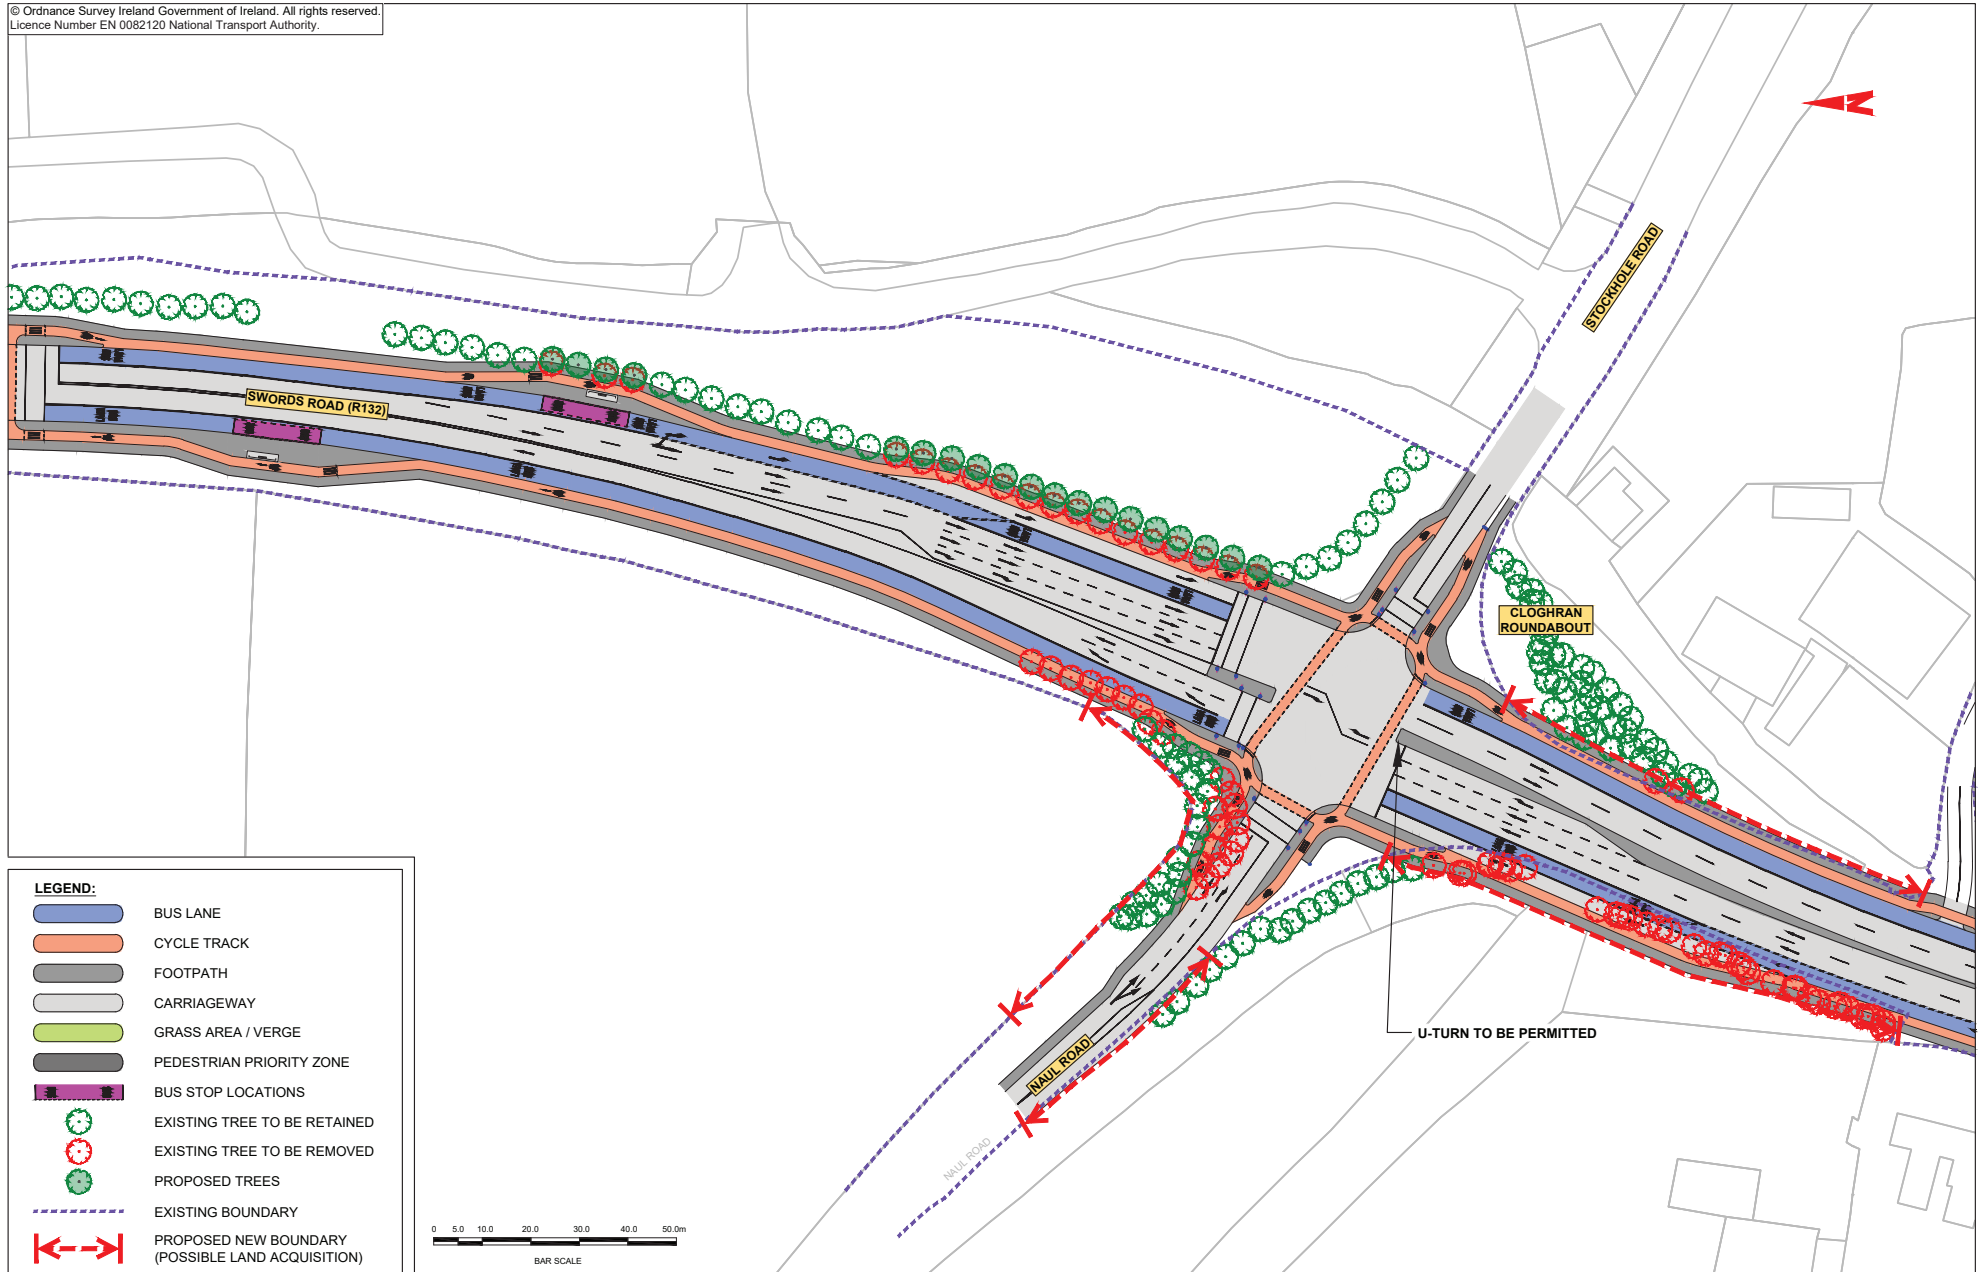 © Ordnance Survey Ireland Government of Ireland. All rights reserved.
Licence Number EN 0082120 National Transport Authority.
N
STOCKHOLE ROAD
SWORDS ROAD (R132)
CLOGHRAN
ROUNDABOUT
U-TURN TO BE PERMITTED
NAUL ROAD
NAUL ROAD
LEGEND:
BUS LANE
CYCLE TRACK
FOOTPATH
CARRIAGEWAY
GRASS AREA / VERGE
PEDESTRIAN PRIORITY ZONE
BUS STOP LOCATIONS
EXISTING TREE TO BE RETAINED
EXISTING TREE TO BE REMOVED
PROPOSED TREES
EXISTING BOUNDARY
PROPOSED NEW BOUNDARY
(POSSIBLE LAND ACQUISITION)
0 5.0 10.0 20.0 30.0 40.0 50.0m
BAR SCALE